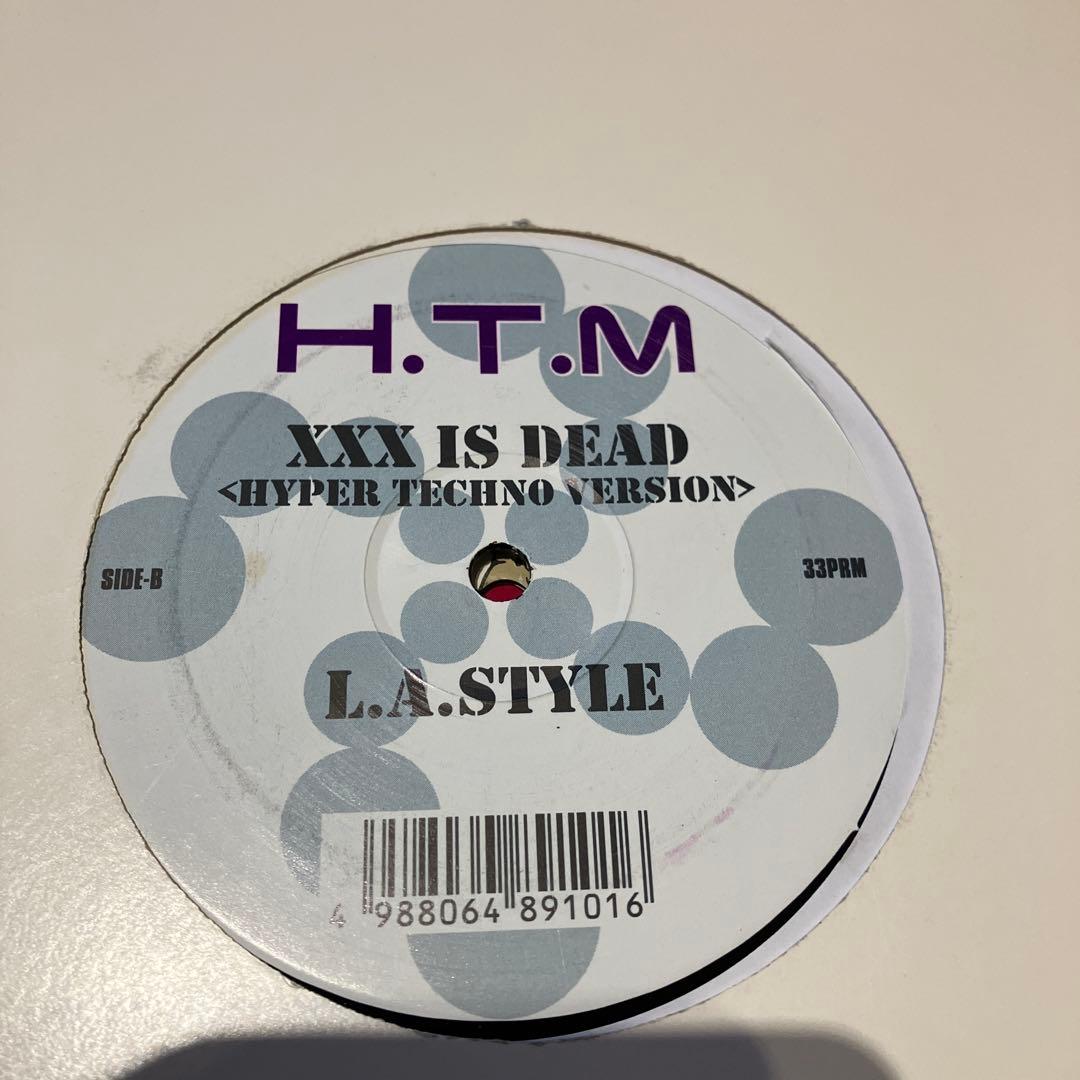 H.T.M
XXX IS DEAD
<HYPER TECHNO VERSION>
SIDE-B
33PRM
L.A.STYLE
4 988064 891016